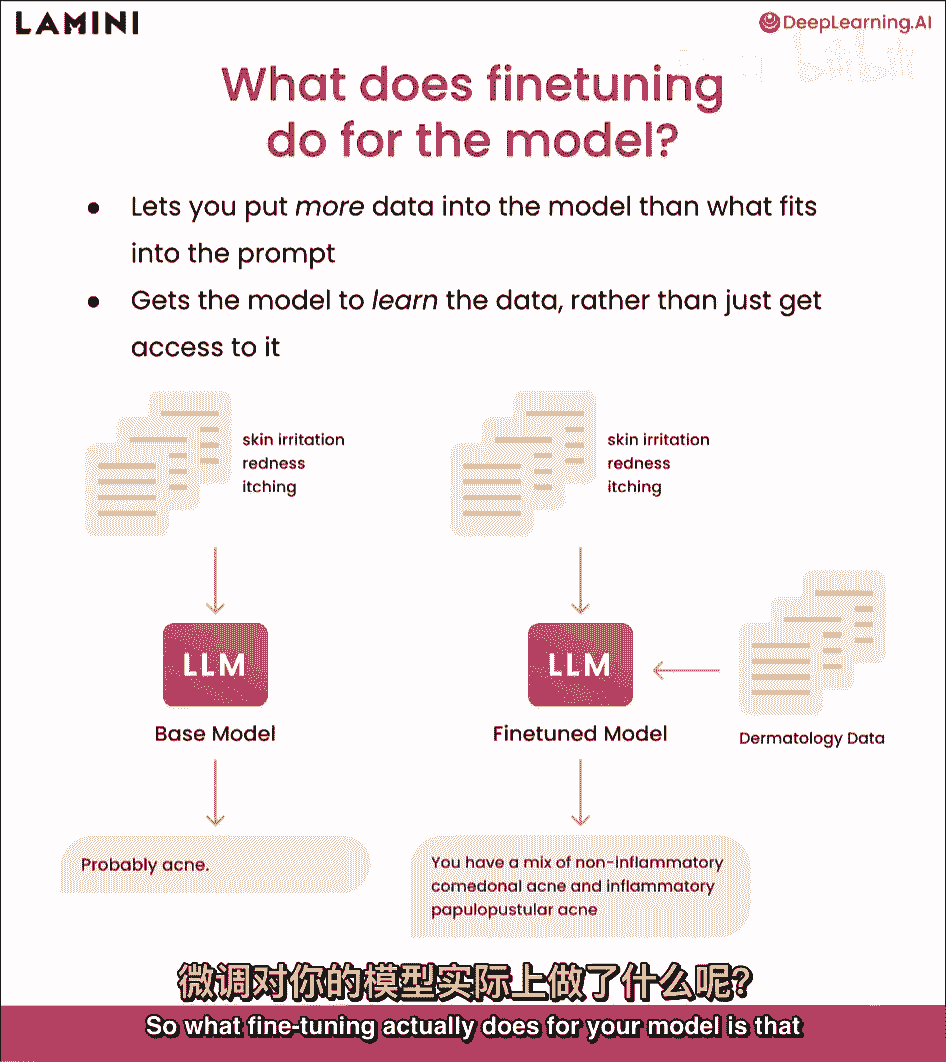 LAMINI
DeepLearning.AI
What does finetuning
do for the model?
● Lets you put more data into the model than what fits
into the prompt
● Gets the model to learn the data, rather than just get
access to it
skin irritation
redness
itching
skin irritation
redness
itching
LLM
LLM
Base Model
Finetuned Model
Dermatology Data
Probably acne.
You have a mix of non-inflammatory
comedonal acne and inflammatory
papulopustular acne
微调对你的模型实际上做了什么呢?
So what fine-tuning actually does for your model is that